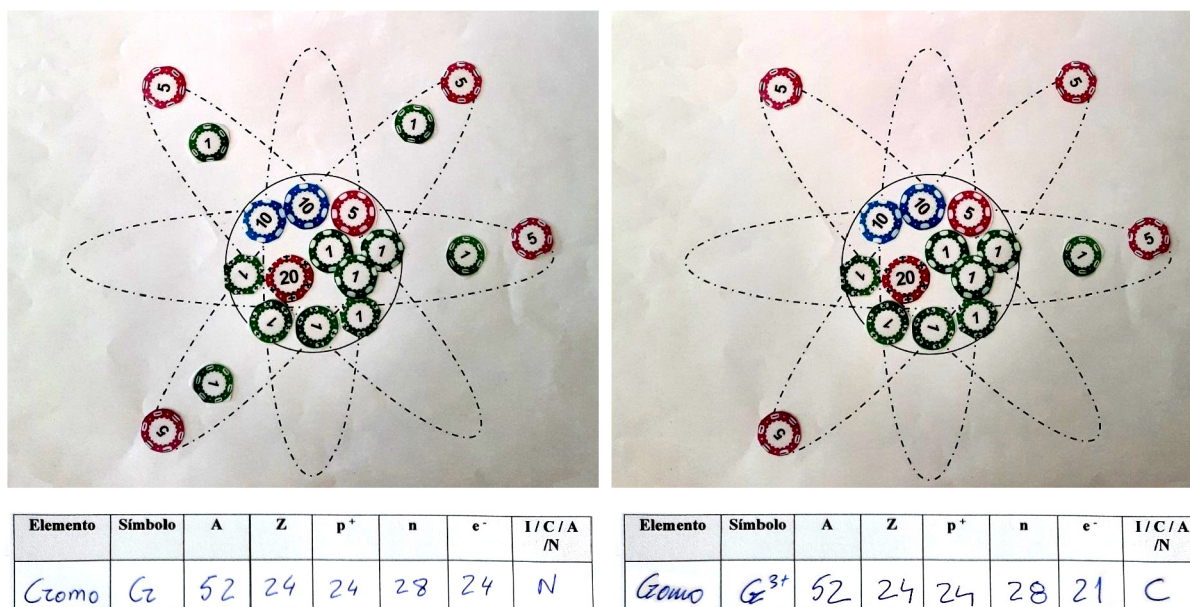 5 5
1 1
10 10 5
1 1 5
1 20 1 1
1 1 1
1
5
5 5
10 10 5
1 1 5
1 20 1 1
1 1 1
5
Elemento Símbolo A Z p+ n e- I / C / A /N
Cromo Cr 52 24 24 28 24 N
Elemento Símbolo A Z p+ n e- I / C / A /N
Cromo Cr3+ 52 24 24 28 21 C